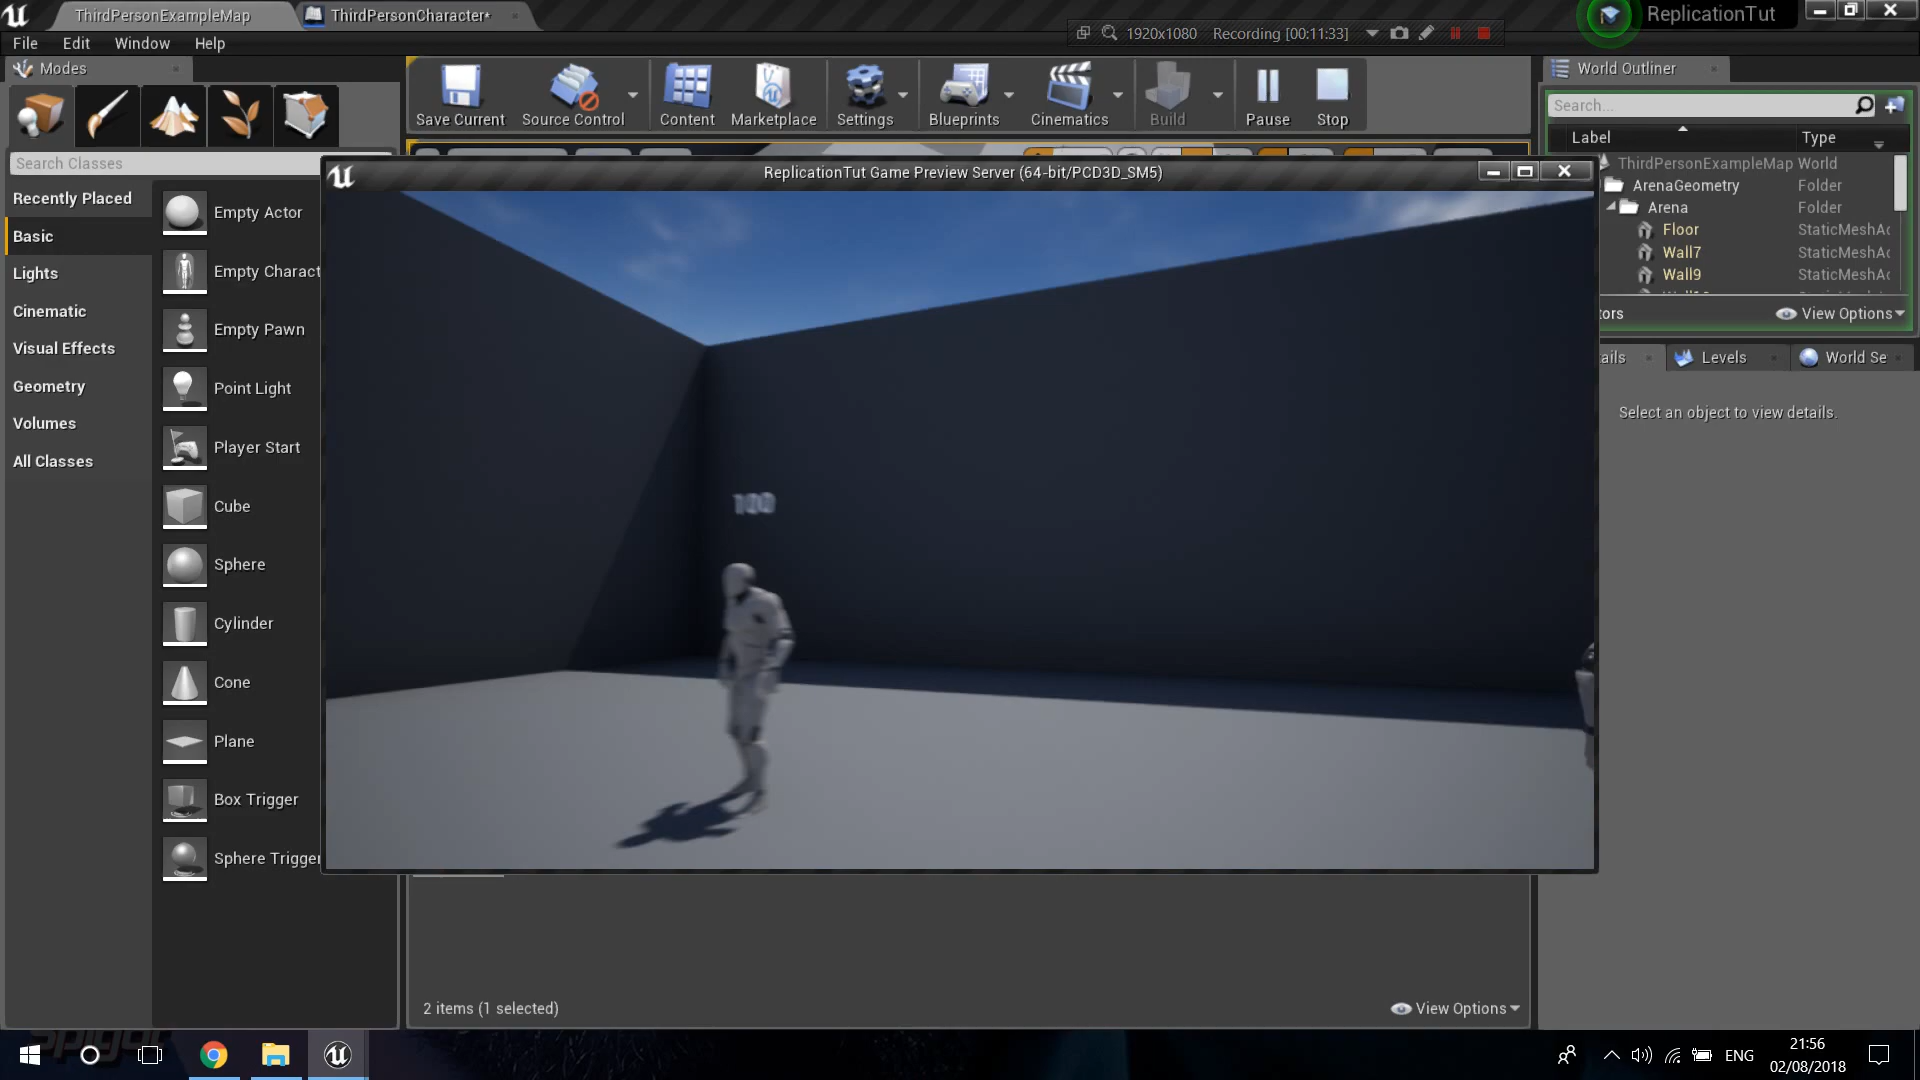 ThirdPersonExampleMap
ThirdPersonCharacter*
1920x1080 Recording [00:11:33]
ReplicationTut
File Edit Window Help
Modes
World Outliner
Save Current
Source Control
Content
Marketplace
Settings
Blueprints
Cinematics
Build
Pause
Stop
Search...
Label
Type
Search Classes
ReplicationTut Game Preview Server (64-bit/PCD3D_SM5)
ThirdPersonExampleMap World
ArenaGeometry Folder
Arena Folder
Floor StaticMeshAc
Wall7 StaticMeshAc
Wall9 StaticMeshAc
tors
View Options
ails
Levels
World Se
Select an object to view details.
Recently Placed
Basic
Lights
Cinematic
Visual Effects
Geometry
Volumes
All Classes
Empty Actor
Empty Charact
Empty Pawn
Point Light
Player Start
Cube
Sphere
Cylinder
Cone
Plane
Box Trigger
Sphere Trigger
100
2 items (1 selected)
View Options
ENG
21:56
02/08/2018